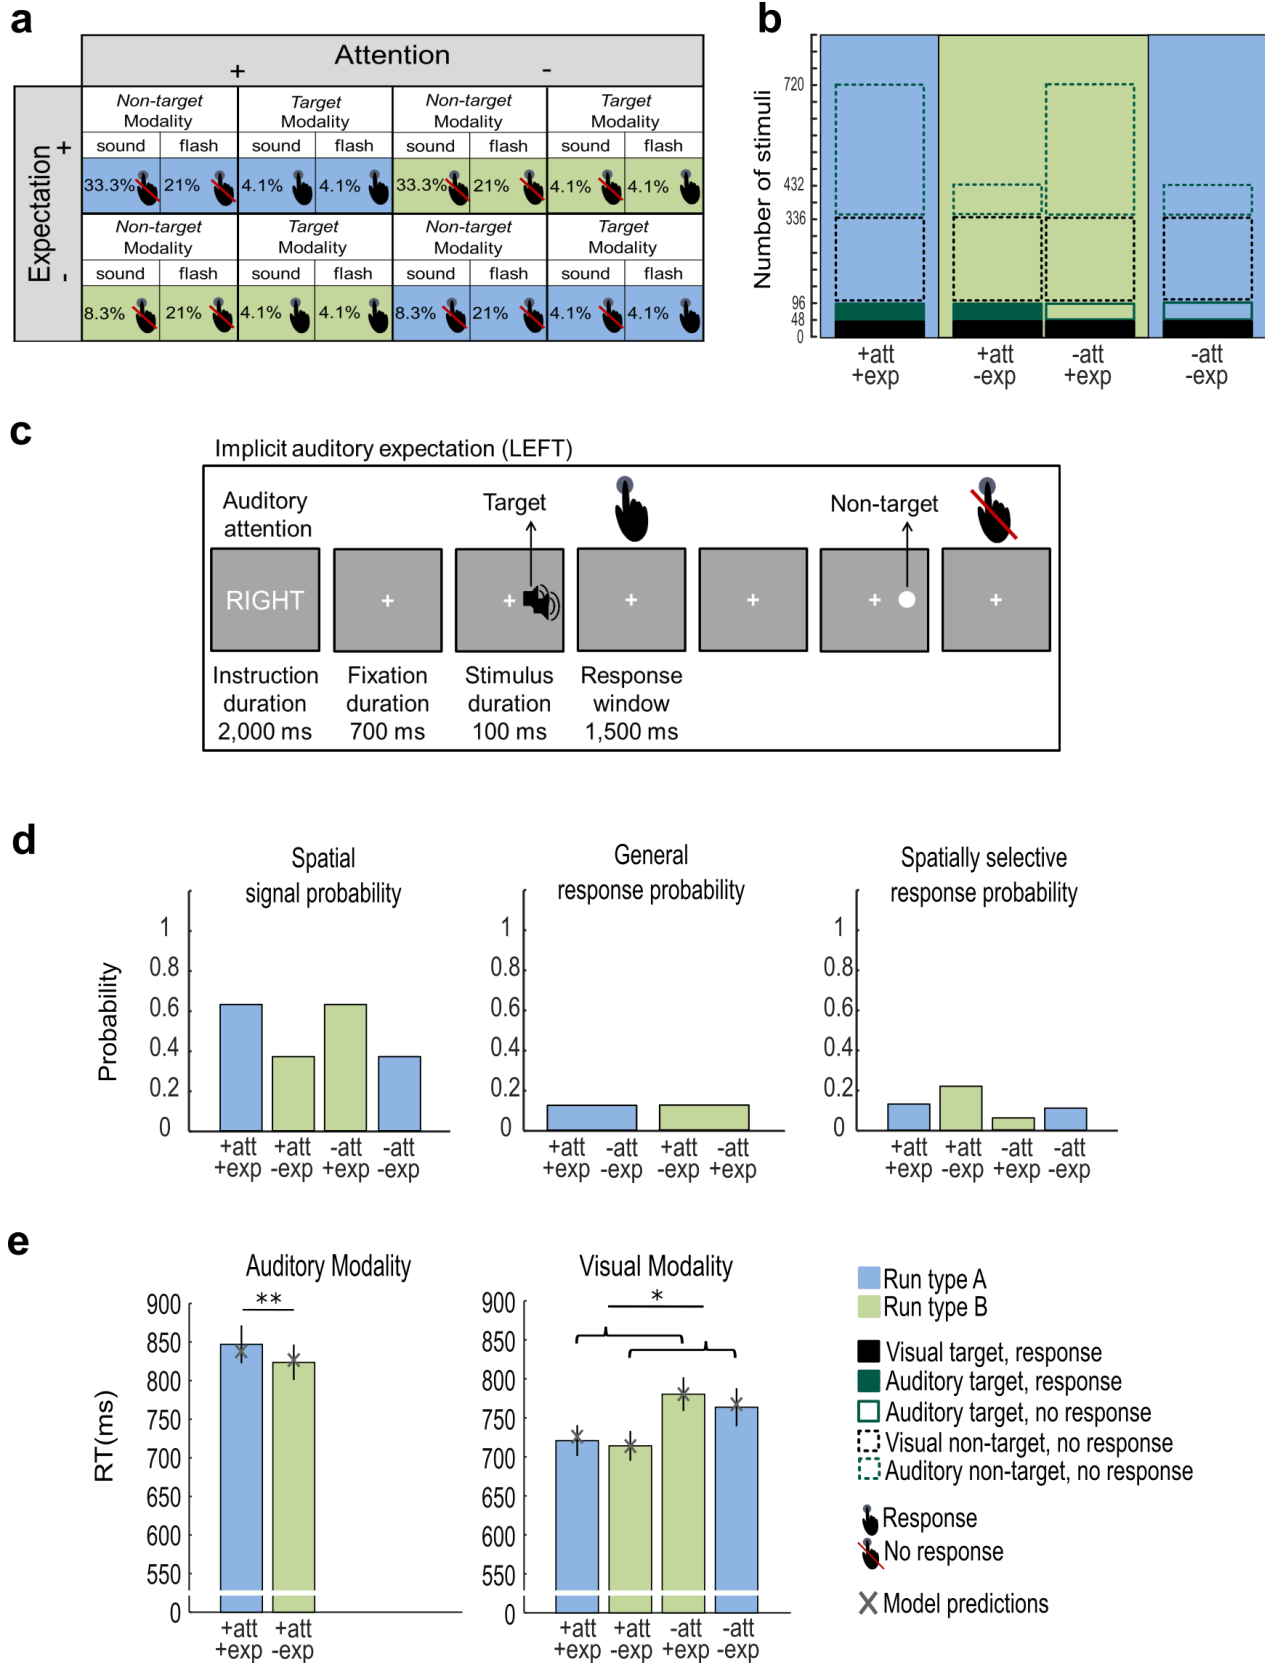 a
Attention
+ -
Expectation
+
-
Non-target Modality
Target Modality
Non-target Modality
Target Modality
sound flash sound flash sound flash sound flash
33.3% 21% 4.1% 4.1% 33.3% 21% 4.1% 4.1%
Non-target Modality
Target Modality
Non-target Modality
Target Modality
sound flash sound flash sound flash sound flash
8.3% 21% 4.1% 4.1% 8.3% 21% 4.1% 4.1%
b
Number of stimuli
720
432
336
96
48
0
+att +att -att -att
+exp -exp +exp -exp
c
Implicit auditory expectation (LEFT)
Auditory
attention
Target
Non-target
RIGHT + + + + + +
Instruction
duration
2,000 ms
Fixation
duration
700 ms
Stimulus
duration
100 ms
Response
window
1,500 ms
d
Probability
Spatial
signal probability
1
0.8
0.6
0.4
0.2
0
+att +att -att -att
+exp -exp +exp -exp
General
response probability
1
0.8
0.6
0.4
0.2
0
+att -att +att -att
+exp -exp -exp +exp
Spatially selective
response probability
1
0.8
0.6
0.4
0.2
0
+att +att -att -att
+exp -exp +exp -exp
e
RT(ms)
Auditory Modality
**
900
850
800
750
700
650
600
550
0
+att +att
+exp -exp
Visual Modality
*
900
850
800
750
700
650
600
550
0
+att +att -att -att
+exp -exp +exp -exp
Run type A
Run type B
Visual target, response
Auditory target, response
Auditory target, no response
Visual non-target, no response
Auditory non-target, no response
Response
No response
Model predictions